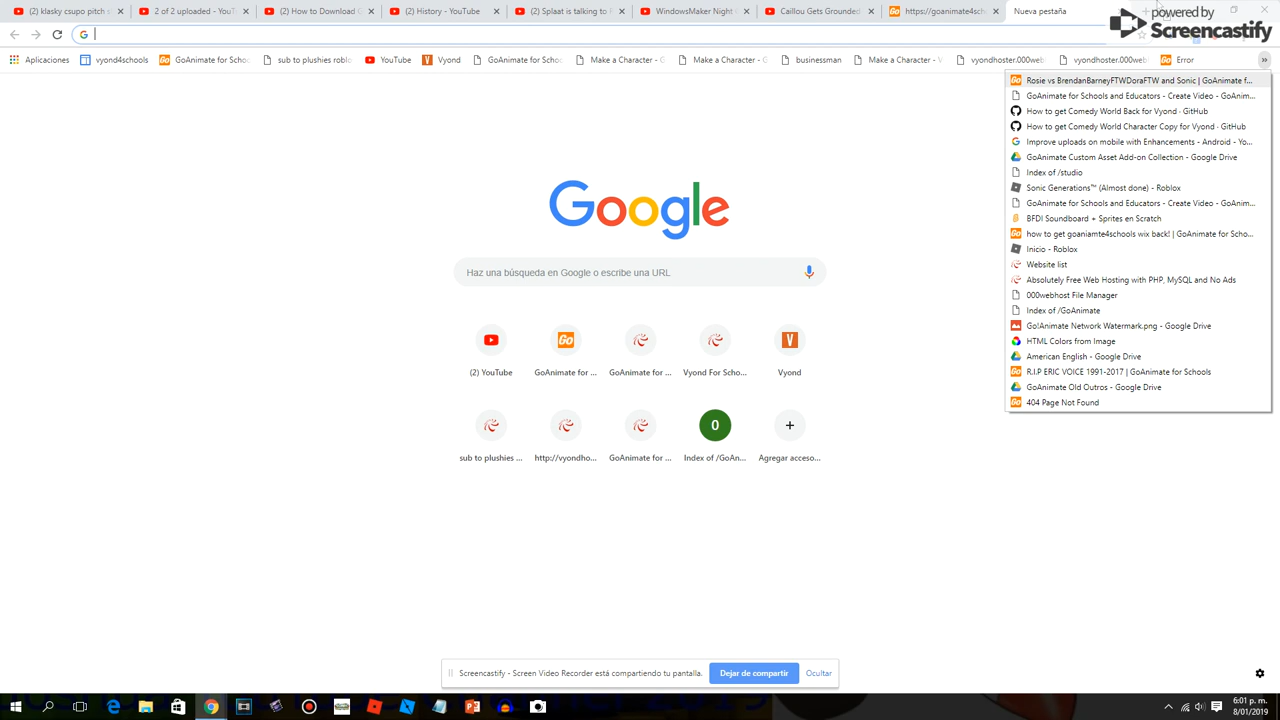 (2) klasky csupo pitch s
2 of 2 uploaded - YouT
(2) How to Download G
(2) History - YouTube
(2) Splaat is talking to R
WindowsMaker Night w
Caillou Gets Grounded
https://goanimate4scho
Nueva pestaña
powered by
Screencastify
Aplicaciones
vyond4schools
GoAnimate for Schoo
sub to plushies roblo
YouTube
Vyond
GoAnimate for Schoo
Make a Character - G
Make a Character - G
businessman
Make a Character - V
vyondhoster.000web
vyondhoster.000web
Error
»
Rosie vs BrendanBarneyFTWDoraFTW and Sonic | GoAnimate f...
GoAnimate for Schools and Educators - Create Video - GoAnim...
How to get Comedy World Back for Vyond · GitHub
How to get Comedy World Character Copy for Vyond · GitHub
Improve uploads on mobile with Enhancements - Android - Yo...
GoAnimate Custom Asset Add-on Collection - Google Drive
Index of /studio
Sonic Generations™ (Almost done) - Roblox
GoAnimate for Schools and Educators - Create Video - GoAnim...
BFDI Soundboard + Sprites en Scratch
how to get goaniamte4schools wix back! | GoAnimate for Scho...
Inicio - Roblox
Website list
Absolutely Free Web Hosting with PHP, MySQL and No Ads
000webhost File Manager
Index of /GoAnimate
Go!Animate Network Watermark.png - Google Drive
HTML Colors from Image
American English - Google Drive
R.I.P ERIC VOICE 1991-2017 | GoAnimate for Schools
GoAnimate Old Outros - Google Drive
404 Page Not Found
Google
Haz una búsqueda en Google o escribe una URL
(2) YouTube
GoAnimate for ...
GoAnimate for ...
Vyond For Scho...
Vyond
0
sub to plushies ...
http://vyondho...
GoAnimate for ...
Index of /GoAn...
Agregar acceso...
Screencastify - Screen Video Recorder está compartiendo tu pantalla.
Dejar de compartir
Ocultar
6:01 p. m.
8/01/2019